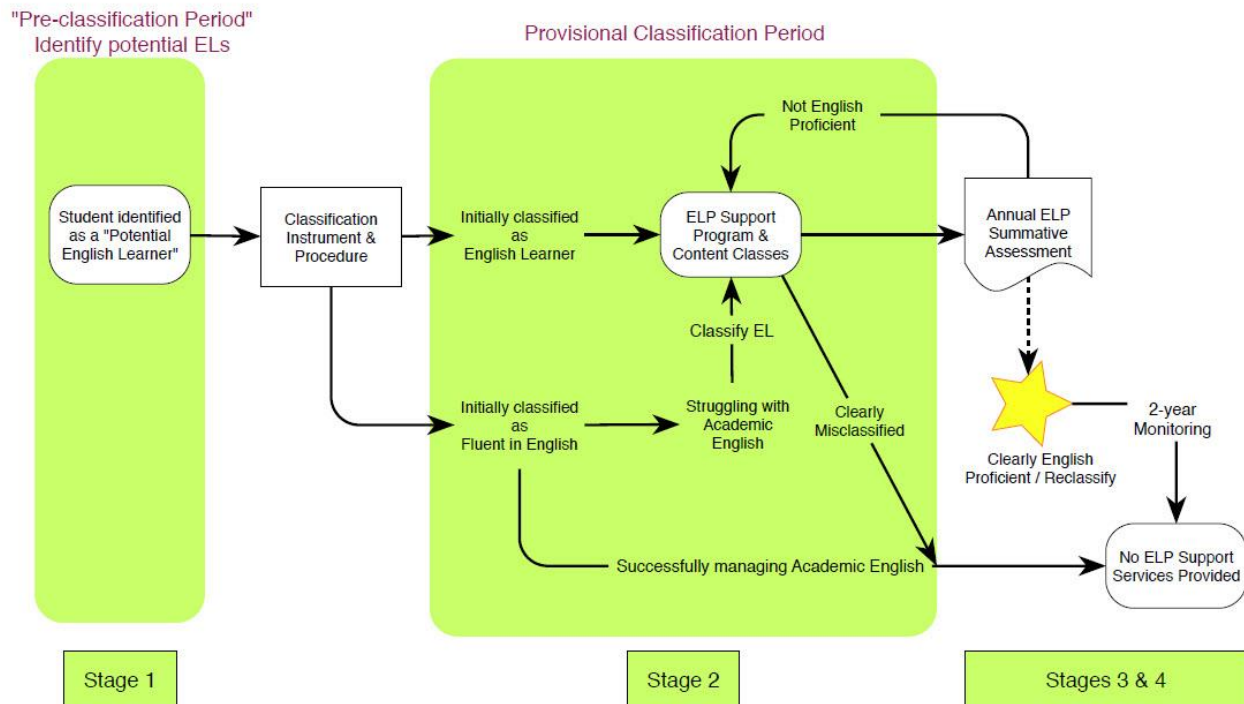 "Pre-classification Period"
Identify potential ELs
Provisional Classification Period
Not English
Proficient
Student identified
as a "Potential
English Learner"
Classification
Instrument &
Procedure
Initially classified
as
English Learner
ELP Support
Program &
Content Classes
Annual ELP
Summative
Assessment
Classify EL
Initially classified
as
Fluent in English
Struggling with
Academic
English
Clearly
Misclassified
2-year
Monitoring
Clearly English
Proficient / Reclassify
Successfully managing Academic English
No ELP Support
Services Provided
Stage 1
Stage 2
Stages 3 & 4